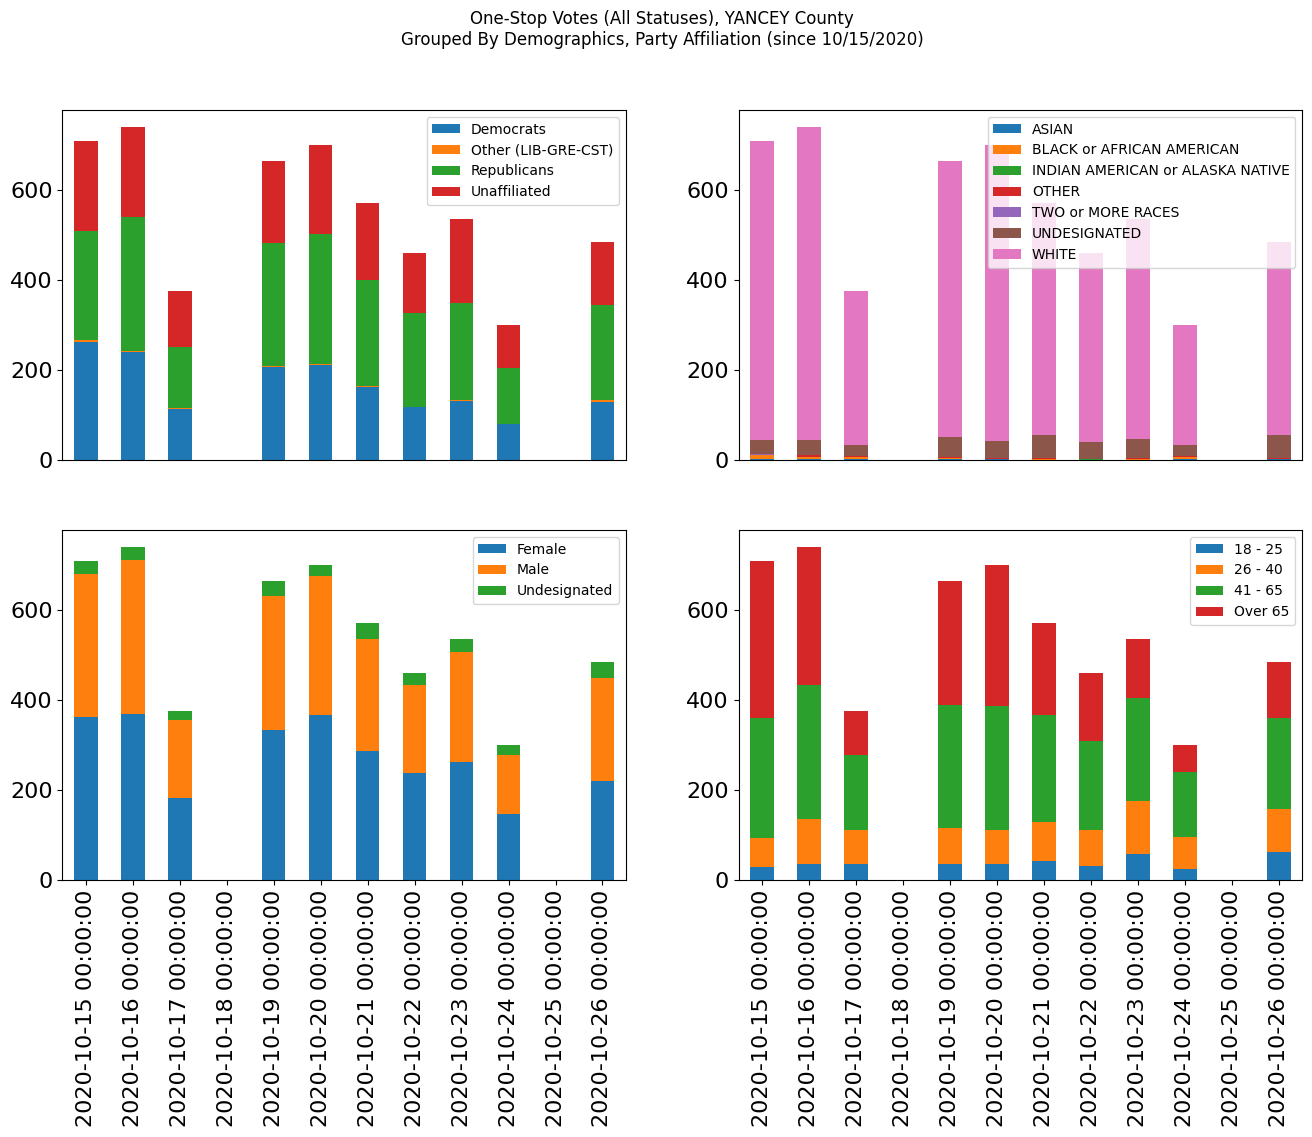 One-Stop Votes (All Statuses), YANCEY County
Grouped By Demographics, Party Affiliation (since 10/15/2020)
600
400
200
0
Democrats
Other (LIB-GRE-CST)
Republicans
Unaffiliated
600
400
200
0
ASIAN
BLACK or AFRICAN AMERICAN
INDIAN AMERICAN or ALASKA NATIVE
OTHER
TWO or MORE RACES
UNDESIGNATED
WHITE
600
400
200
0
Female
Male
Undesignated
2020-10-15 00:00:00
2020-10-16 00:00:00
2020-10-17 00:00:00
2020-10-18 00:00:00
2020-10-19 00:00:00
2020-10-20 00:00:00
2020-10-21 00:00:00
2020-10-22 00:00:00
2020-10-23 00:00:00
2020-10-24 00:00:00
2020-10-25 00:00:00
2020-10-26 00:00:00
600
400
200
0
18 - 25
26 - 40
41 - 65
Over 65
2020-10-15 00:00:00
2020-10-16 00:00:00
2020-10-17 00:00:00
2020-10-18 00:00:00
2020-10-19 00:00:00
2020-10-20 00:00:00
2020-10-21 00:00:00
2020-10-22 00:00:00
2020-10-23 00:00:00
2020-10-24 00:00:00
2020-10-25 00:00:00
2020-10-26 00:00:00